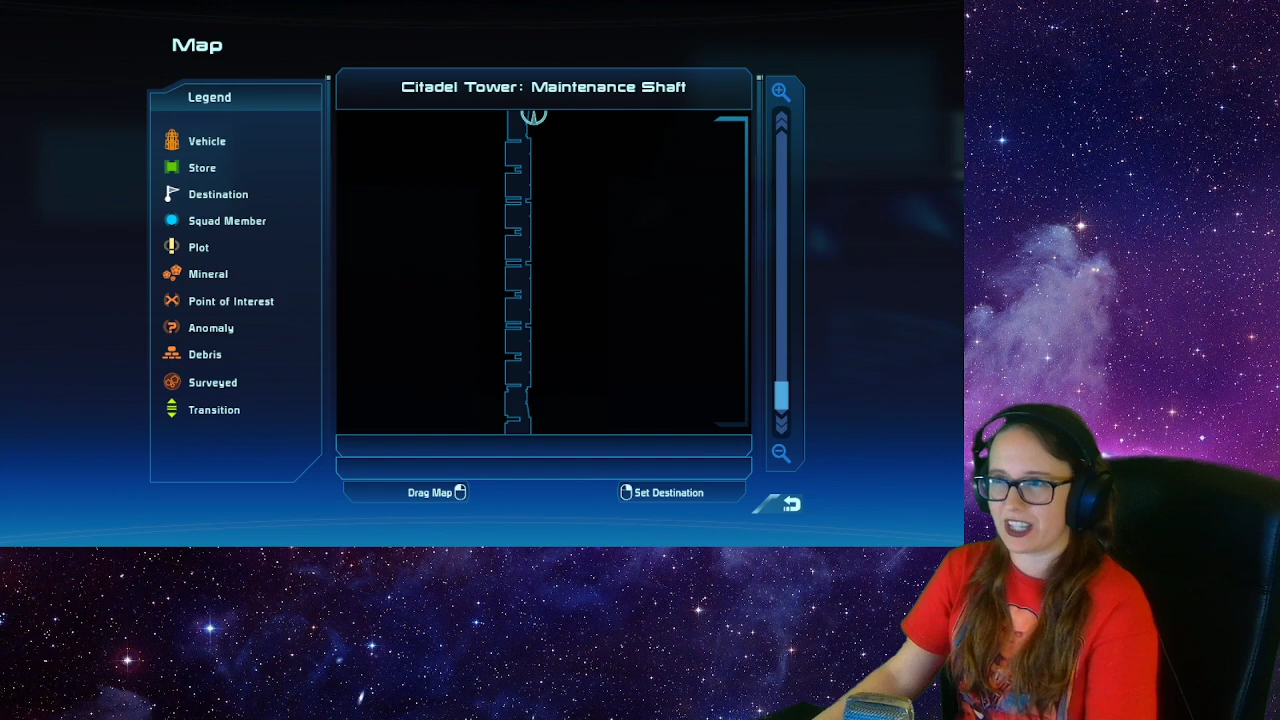 Map
Legend
Vehicle
Store
Destination
Squad Member
Plot
Mineral
Point of Interest
Anomaly
Debris
Surveyed
Transition
Citadel Tower: Maintenance Shaft
Drag Map
Set Destination